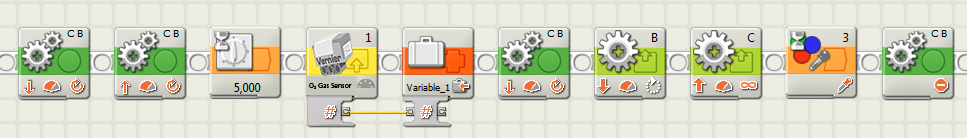 C B
C B
5,000
1
Vernier
O₂ Gas Sensor
#
Variable_1
#
C B
B
C
3
C B